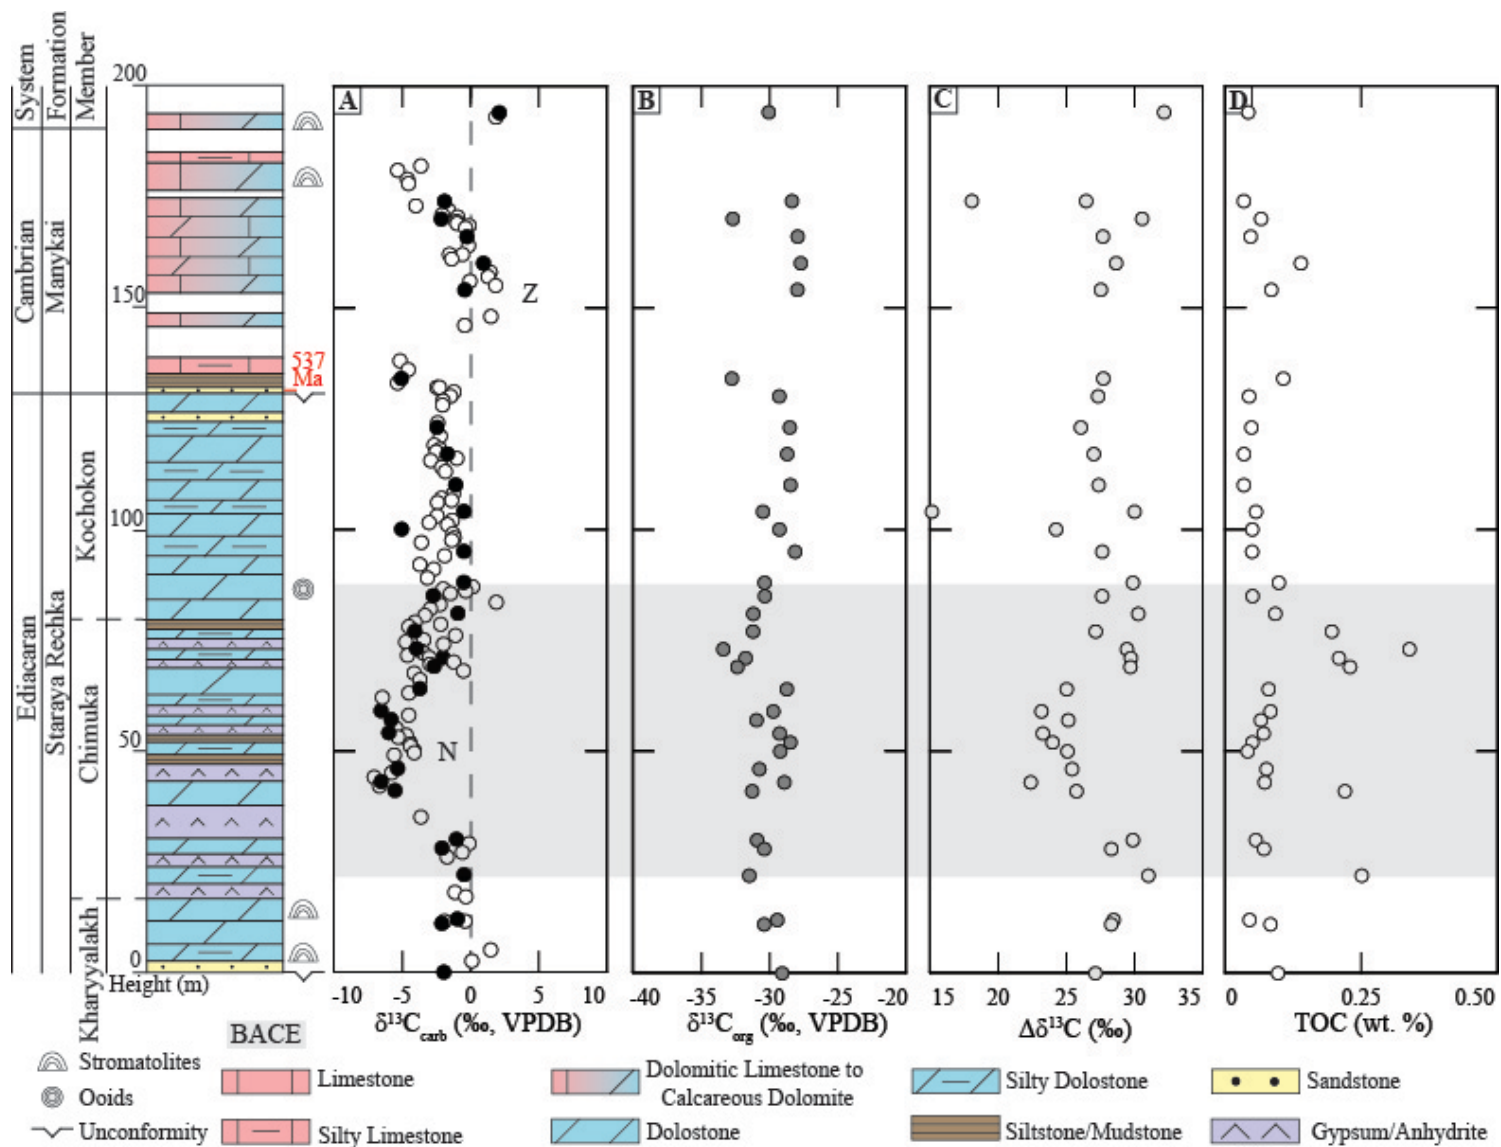 System
Formation
Member
200
150
100
50
0
Height (m)
Cambrian
Manykai
Ediacaran
Staraya Rechka
Kochokon
Chimuka
Kharyyalakh
537
Ma
A
B
C
D
Z
N
-10 -5 0 5 10
δ¹³Ccarb (‰, VPDB)
-40 -35 -30 -25 -20
δ¹³Corg (‰, VPDB)
15 20 25 30 35
Δδ¹³C (‰)
0 0.25 0.50
TOC (wt. %)
BACE
Stromatolites
Ooids
Unconformity
Limestone
Silty Limestone
Dolomitic Limestone to
Calcareous Dolomite
Dolostone
Silty Dolostone
Siltstone/Mudstone
Sandstone
Gypsum/Anhydrite